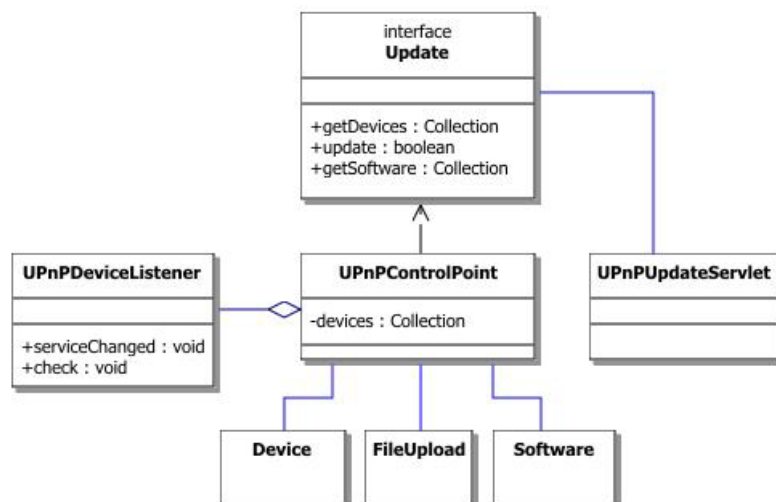 interface
Update
+getDevices : Collection
+update : boolean
+getSoftware : Collection
UPnPDeviceListener
+serviceChanged : void
+check : void
UPnPControlPoint
-devices : Collection
UPnPUpdateServlet
Device
FileUpload
Software